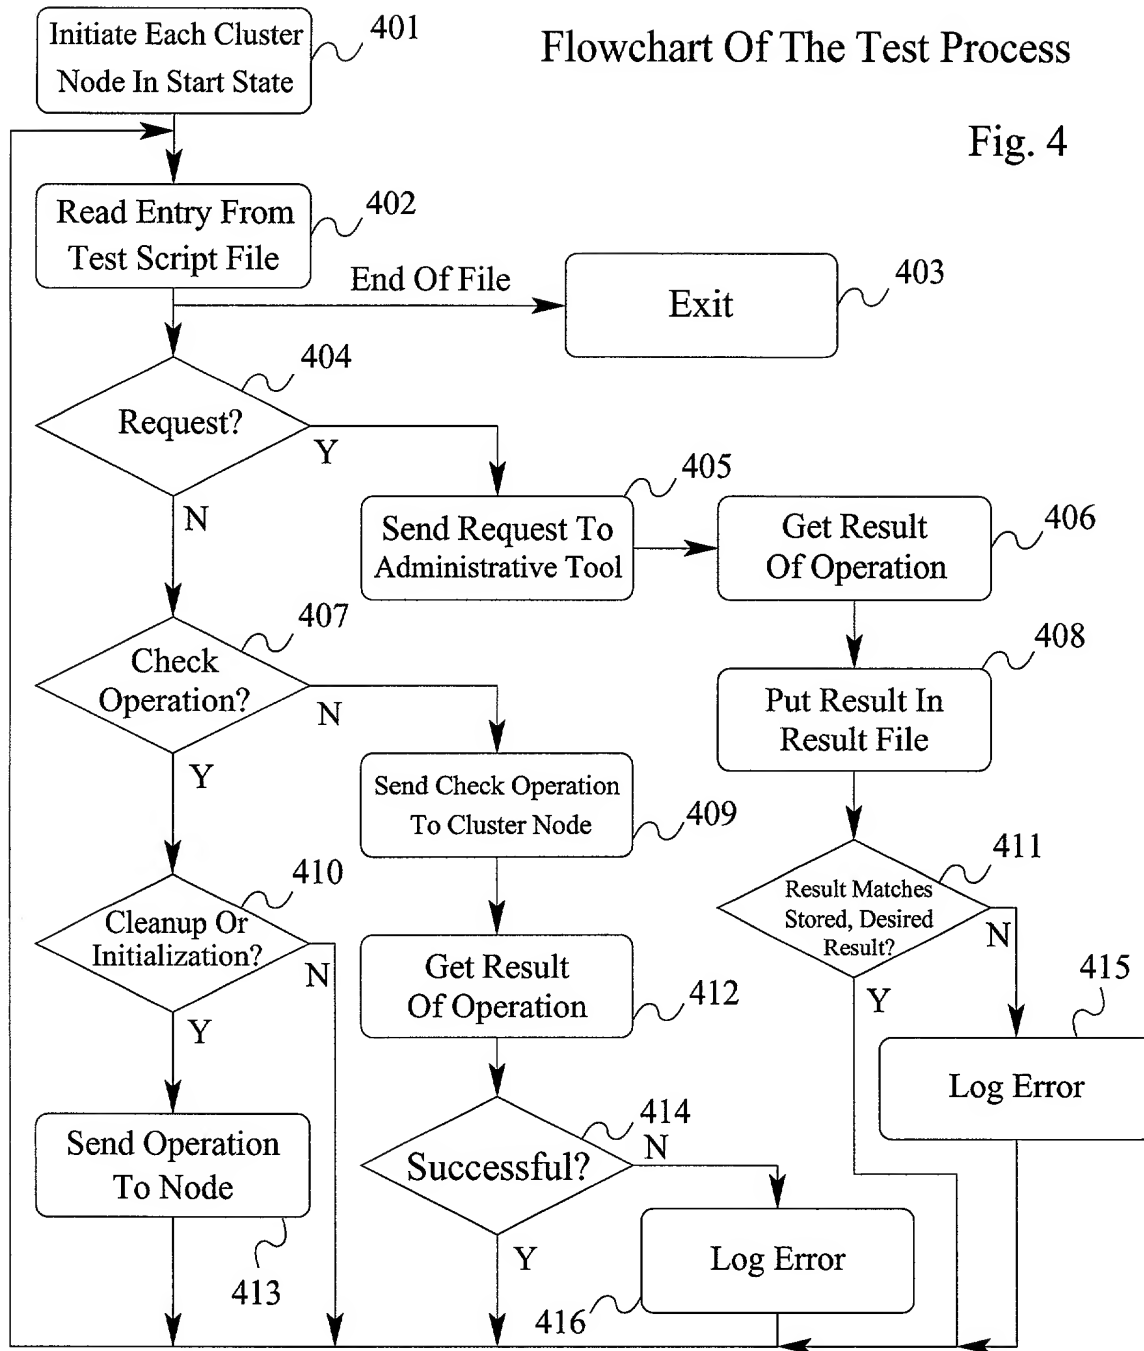 Flowchart Of The Test Process
Fig. 4
Initiate Each Cluster
Node In Start State
401
Read Entry From
Test Script File
402
End Of File
Exit
403
404
Request?
Y
N
405
Send Request To
Administrative Tool
Get Result
Of Operation
406
407
Check
Operation?
N
Y
408
Put Result In
Result File
Send Check Operation
To Cluster Node
409
410
Cleanup Or
Initialization?
N
Y
411
Result Matches
Stored, Desired
Result?
N
Y
Get Result
Of Operation
412
415
Log Error
Send Operation
To Node
413
414
Successful?
N
Y
Log Error
416